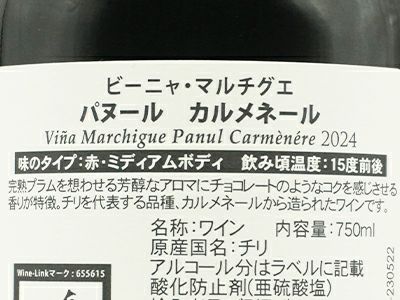 ビーニャ・マルチグエ
パヌール　カルメネール
Viña Marchigue Panul Carmènére 2024
味のタイプ：赤・ミディアムボディ　飲み頃温度：15度前後
完熟プラムを想わせる芳醇なアロマにチョコレートのようなコクを感じさせる
香りが特徴。チリを代表する品種、カルメネールから造られたワインです。
名称：ワイン　内容量：750ml
原産国名：チリ
Wine-Linkマーク：655615
アルコール分はラベルに記載
酸化防止剤（亜硫酸塩）
-230522